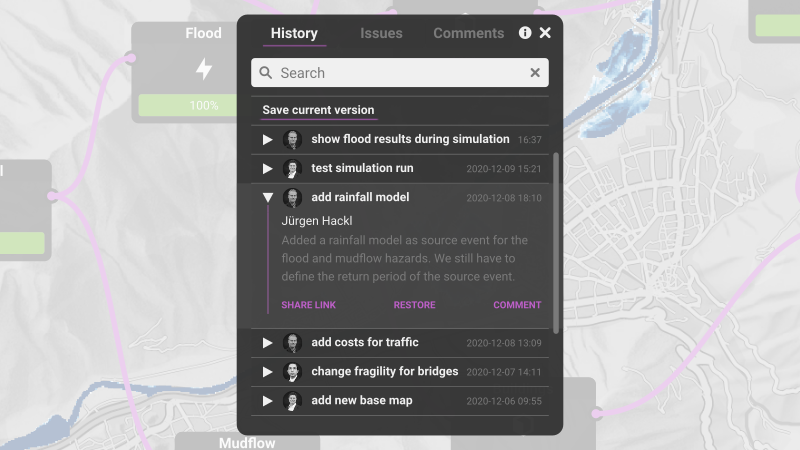 Flood
100%
History
Issues
Comments
Search
Save current version
show flood results during simulation 16:37
test simulation run 2020-12-09 15:21
add rainfall model 2020-12-08 18:10
Jürgen Hackl
Added a rainfall model as source event for the
flood and mudflow hazards. We still have to
define the return period of the source event.
SHARE LINK
RESTORE
COMMENT
add costs for traffic 2020-12-08 13:09
change fragility for bridges 2020-12-07 14:11
add new base map 2020-12-06 09:55
Mudflow